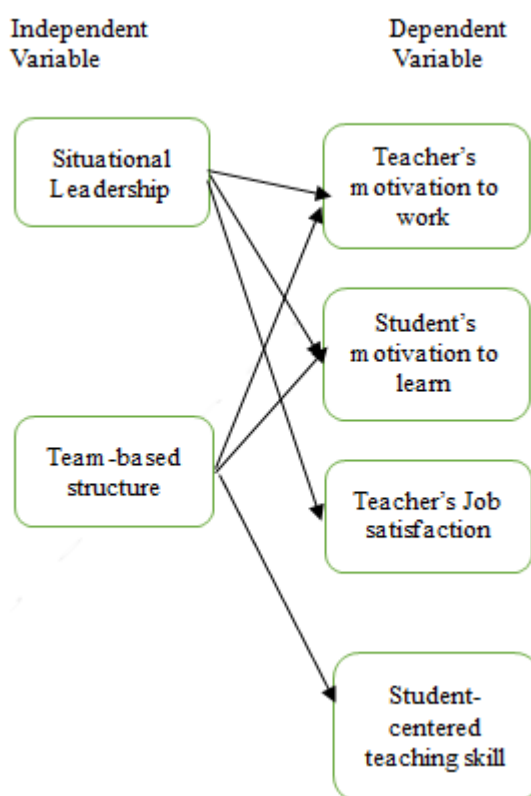 Independent
Variable
Dependent
Variable
Situational
Leadership
Teacher's
motivation to
work
Student's
motivation to
learn
Team-based
structure
Teacher's Job
satisfaction
Student-
centered
teaching skill